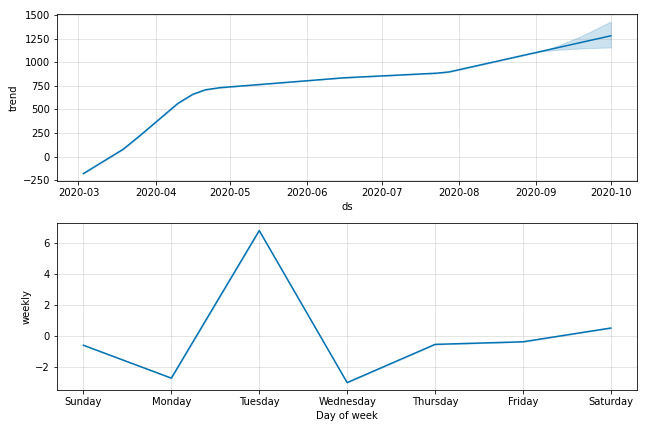 1500
1250
1000
750
500
250
0
−250
trend
2020-03 2020-04 2020-05 2020-06 2020-07 2020-08 2020-09 2020-10
ds
6
4
2
0
−2
weekly
Sunday Monday Tuesday Wednesday Thursday Friday Saturday
Day of week